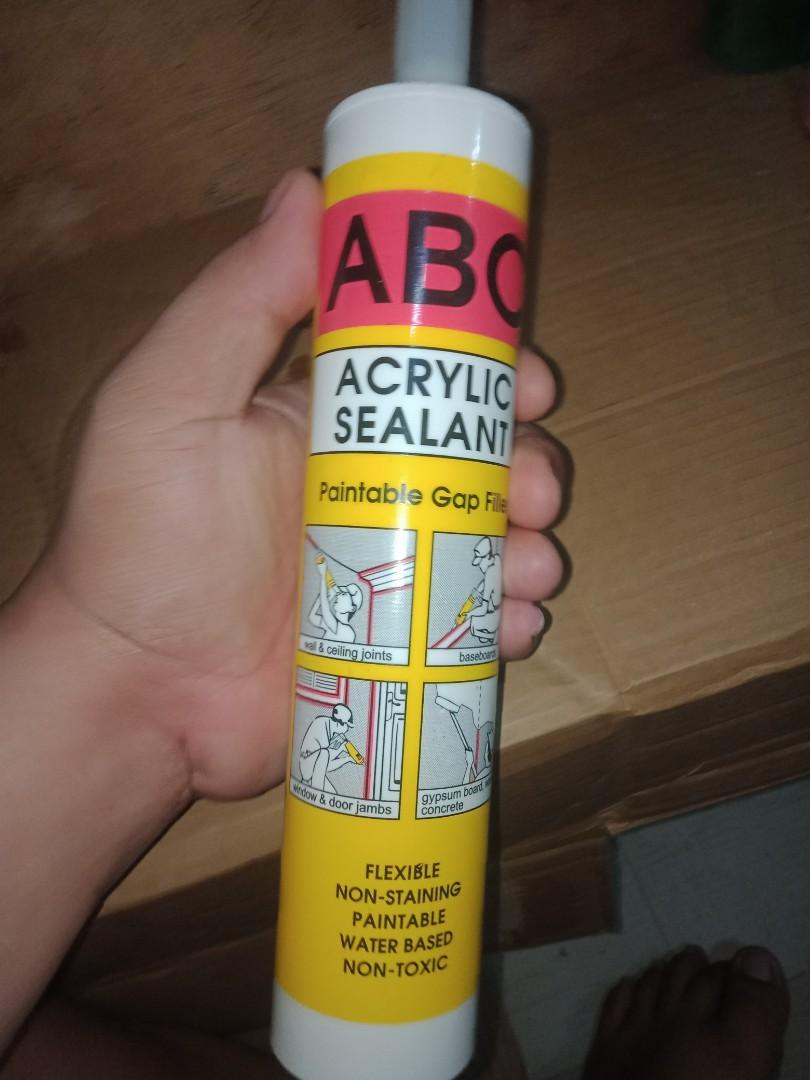 ABC
ACRYLIC
SEALANT
Paintable Gap Filler
wall & ceiling joints
baseboards
window & door jambs
gypsum board,
concrete
FLEXIBLE
NON-STAINING
PAINTABLE
WATER BASED
NON-TOXIC